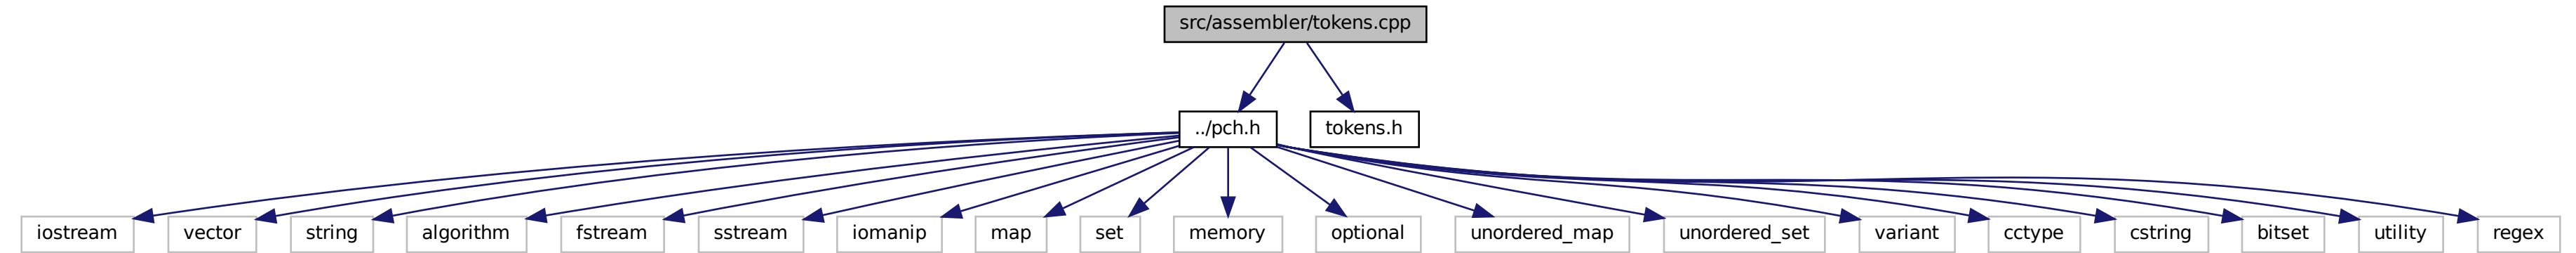 src/assembler/tokens.cpp
../pch.h
tokens.h
iostream
vector
string
algorithm
fstream
sstream
iomanip
map
set
memory
optional
unordered_map
unordered_set
variant
cctype
cstring
bitset
utility
regex